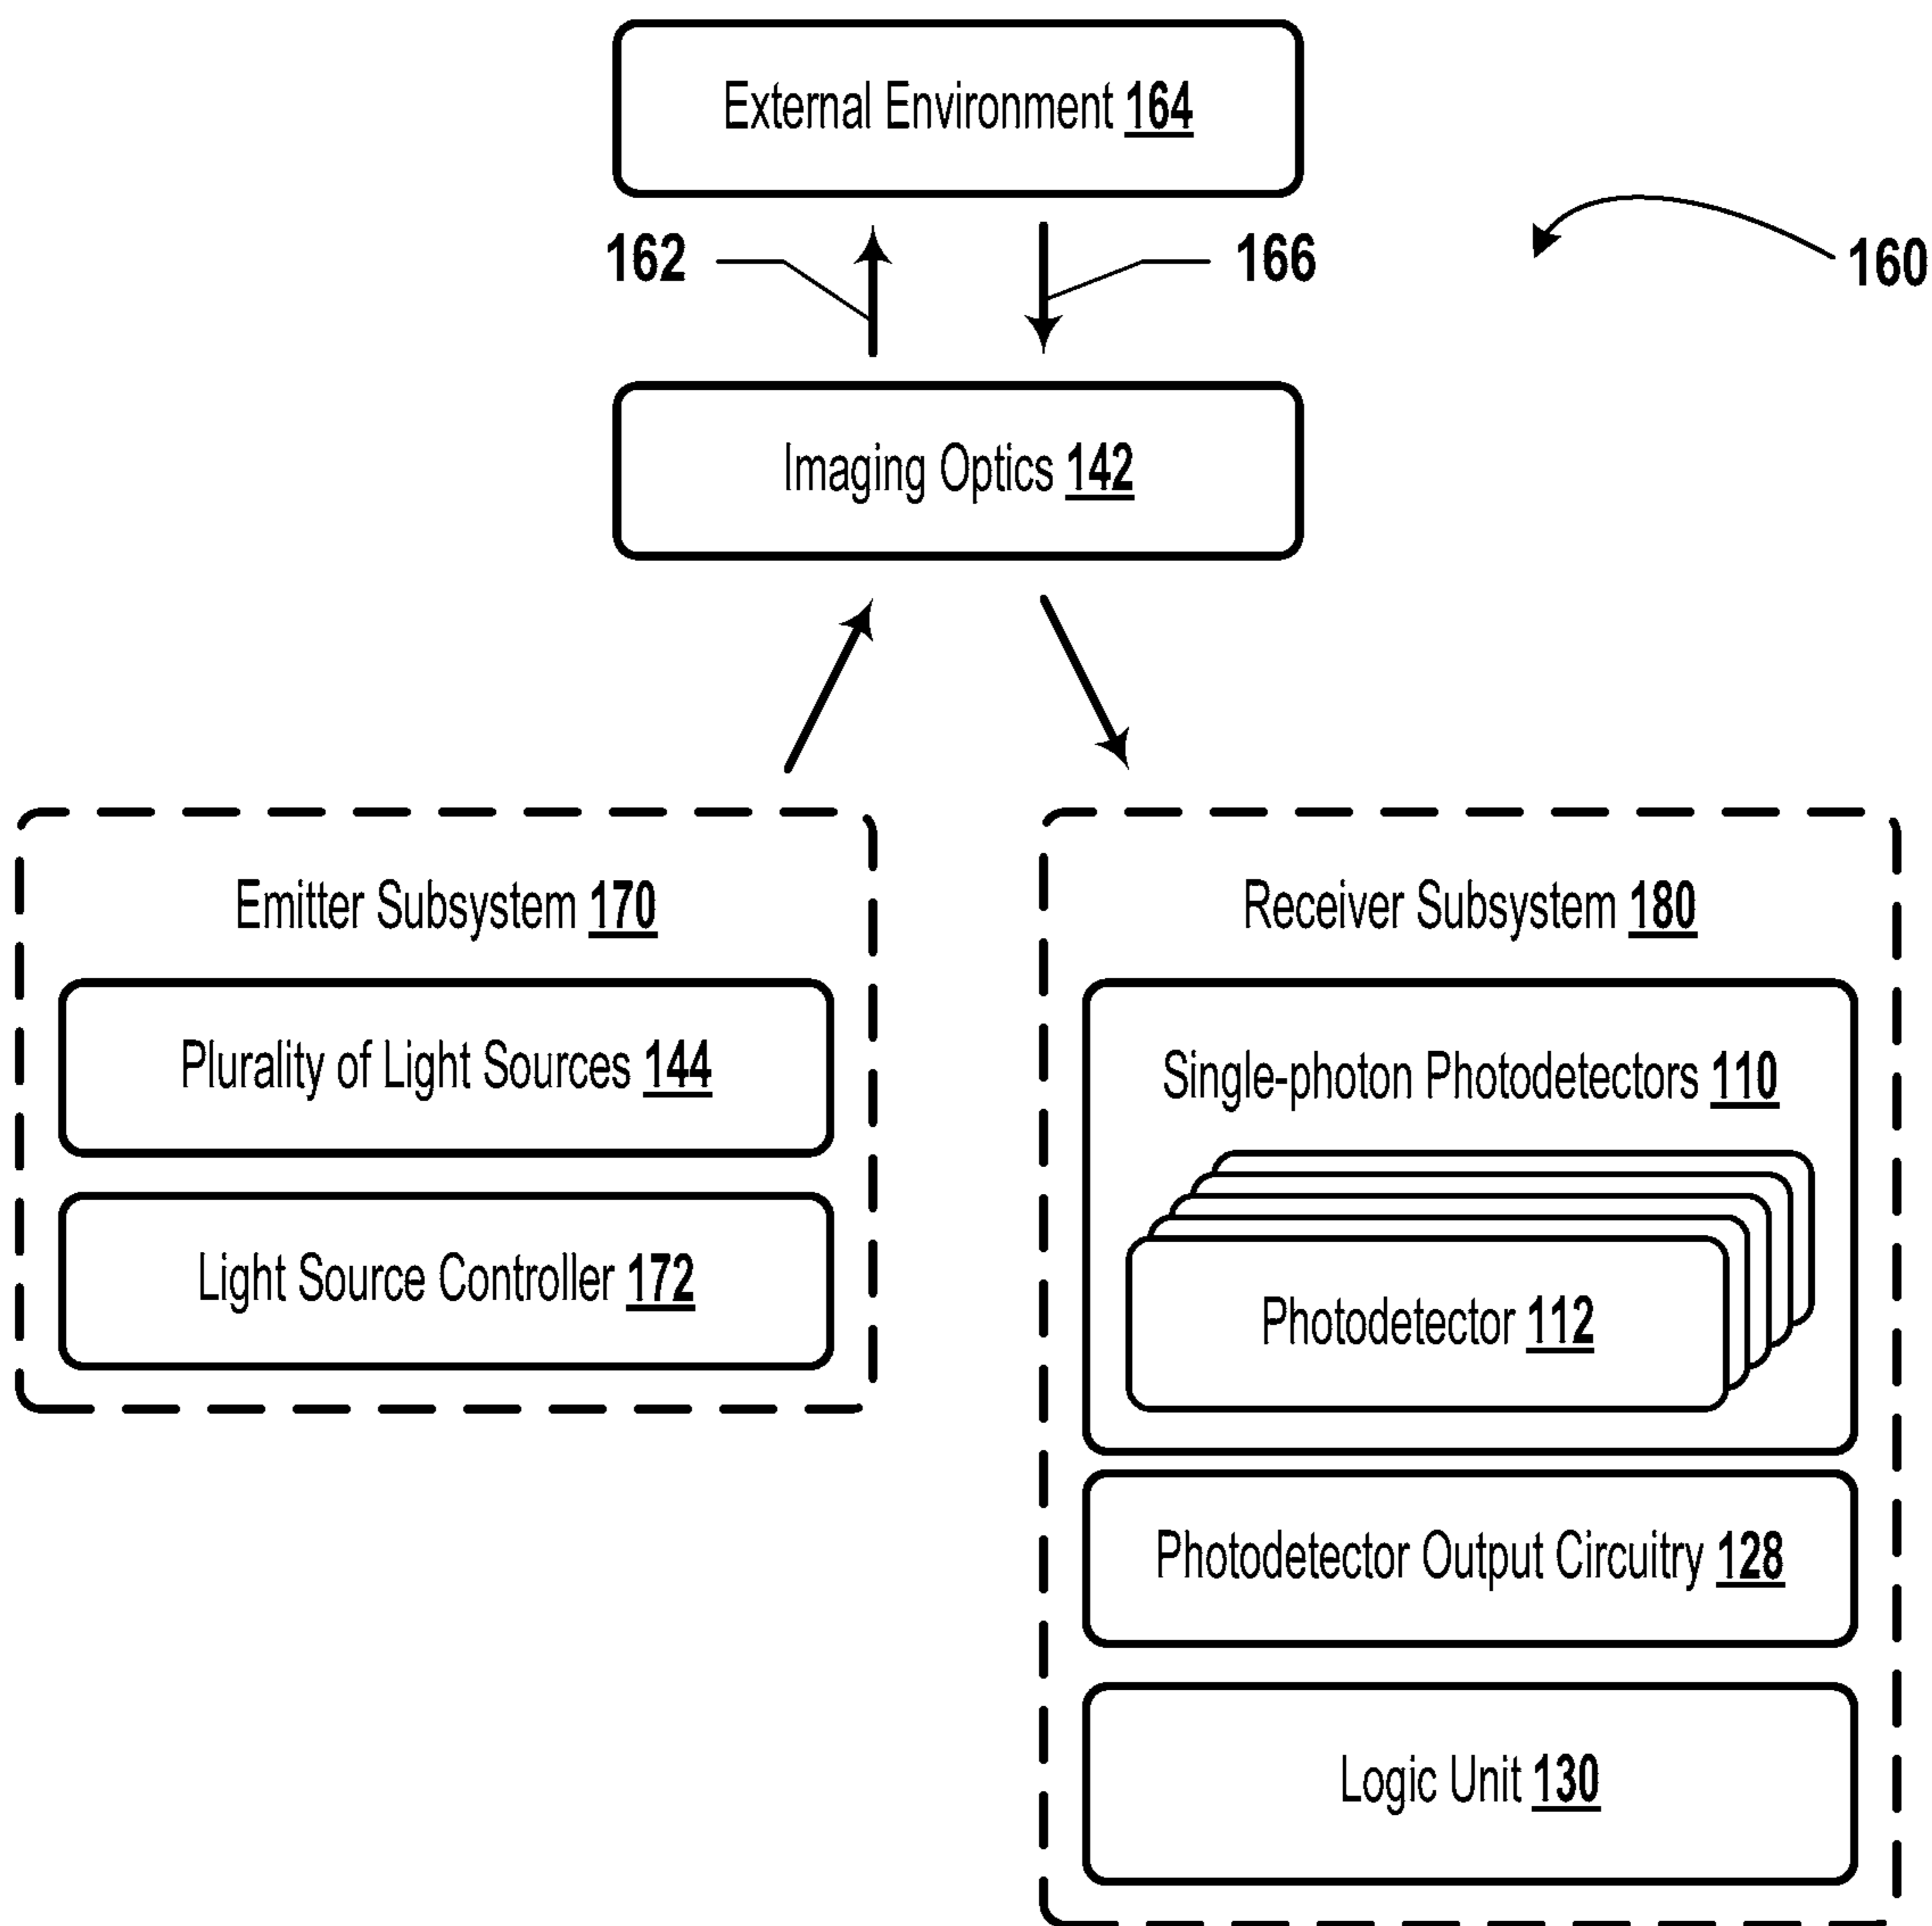 External Environment 164
162
166
160
Imaging Optics 142
Emitter Subsystem 170
Plurality of Light Sources 144
Light Source Controller 172
Receiver Subsystem 180
Single-photon Photodetectors 110
Photodetector 112
Photodetector Output Circuitry 128
Logic Unit 130